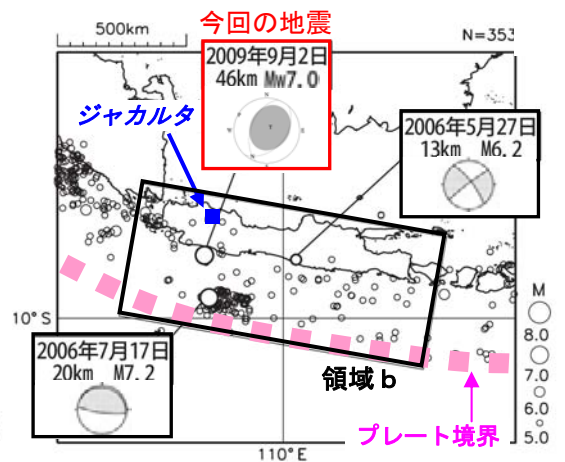 今回の地震
500km
N=353
2009年9月2日
46km Mw7.0
N
P
W
T
E
S
ジャカルタ
2006年5月27日
13km M6.2
M
8.0
7.0
6.0
5.0
10°S
2006年7月17日
20km M7.2
領域b
プレート境界
110°E